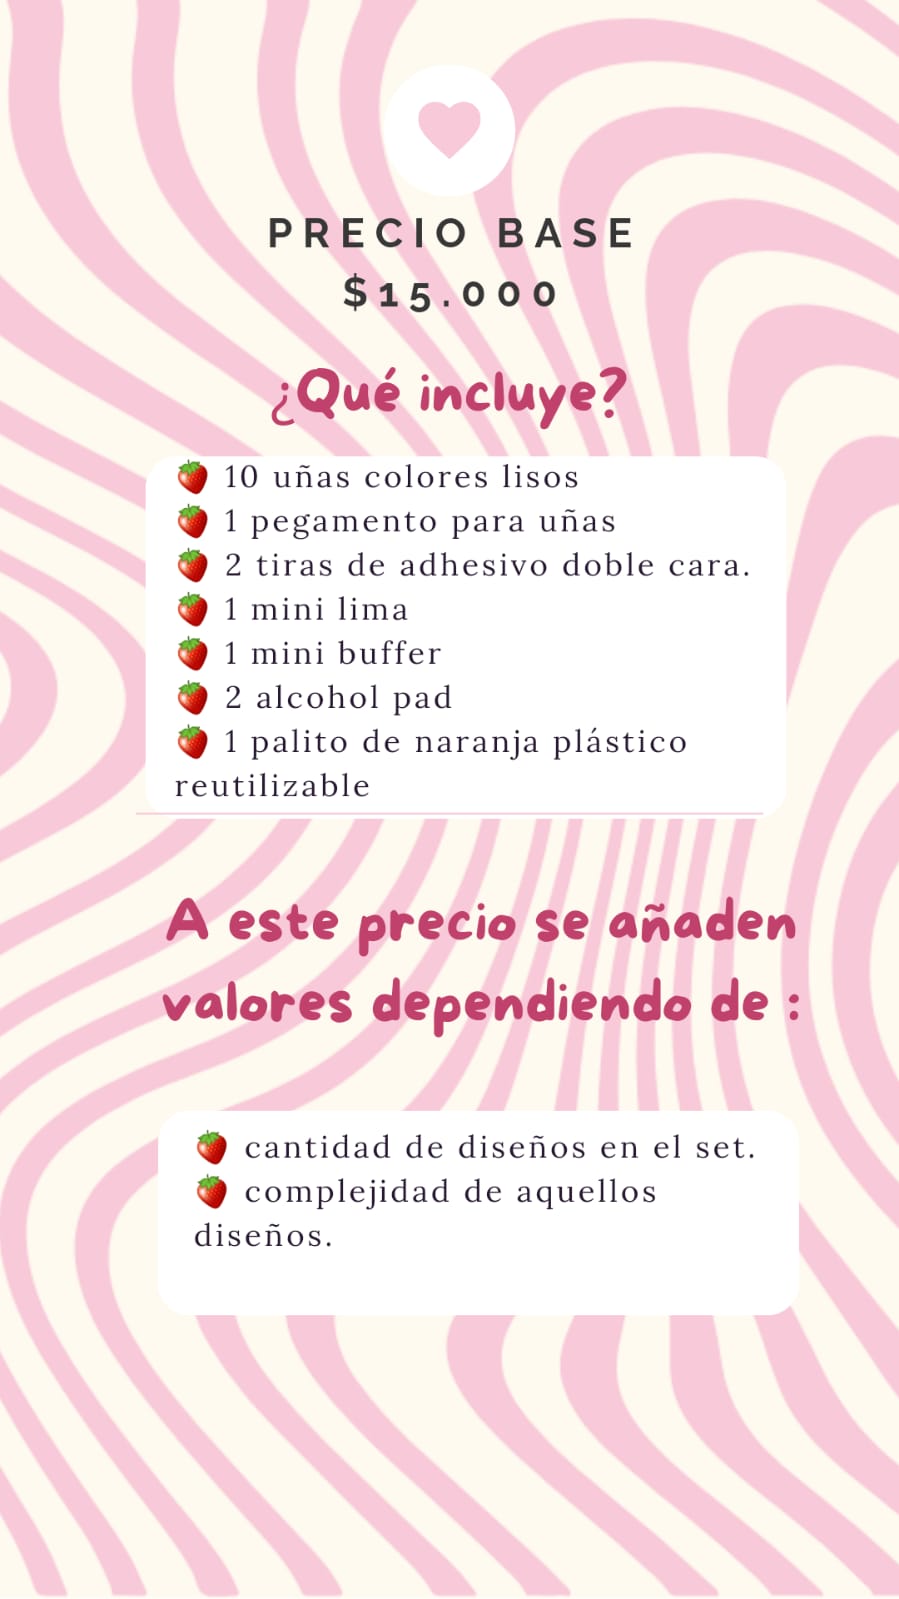 PRECIO BASE
$15.000
¿Qué incluye?
🍓 10 uñas colores lisos
🍓 1 pegamento para uñas
🍓 2 tiras de adhesivo doble cara.
🍓 1 mini lima
🍓 1 mini buffer
🍓 2 alcohol pad
🍓 1 palito de naranja plástico
reutilizable
A este precio se añaden
valores dependiendo de :
🍓 cantidad de diseños en el set.
🍓 complejidad de aquellos
diseños.